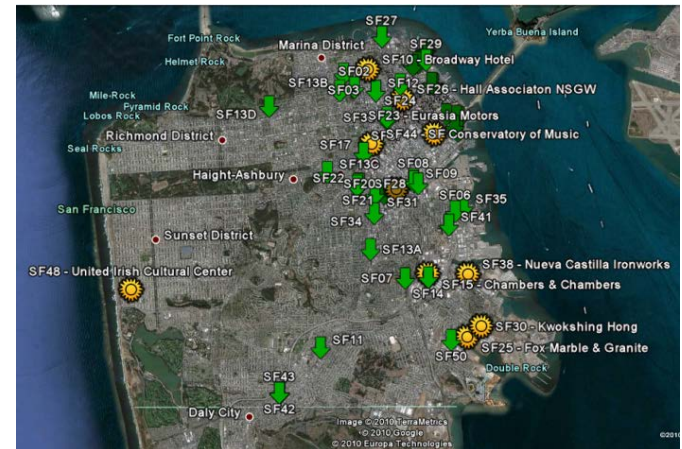 SF27
Yerba Buena Island
Fort Point Rock
Marina District
SF29
SF10 - Broadway Hotel
Helmet Rock
SF02
SF13B
SF03
SF12
SF26 - Hall Associaton NSGW
Mile-Rock
Pyramid Rock
Lobos Rock
SF13D
SF24
SF23 - Eurasia Motors
Richmond District
SF17
SF44
SF Conservatory of Music
Seal Rocks
SF13C
SF08
Haight-Ashbury
SF22
SF20
SF28
SF09
SF21
SF31
SF06
SF35
San Francisco
SF34
SF41
Sunset District
SF13A
SF48 - United Irish Cultural Center
SF07
SF38 - Nueva Castilla Ironworks
SF14
SF15 - Chambers & Chambers
SF30 - Kwokshing Hong
SF11
SF50
SF25 - Fox Marble & Granite
Double Rock
SF43
SF42
Daly City
Image © 2010 TerraMetrics
© 2010 Google
© 2010 Europa Technologies
©2010